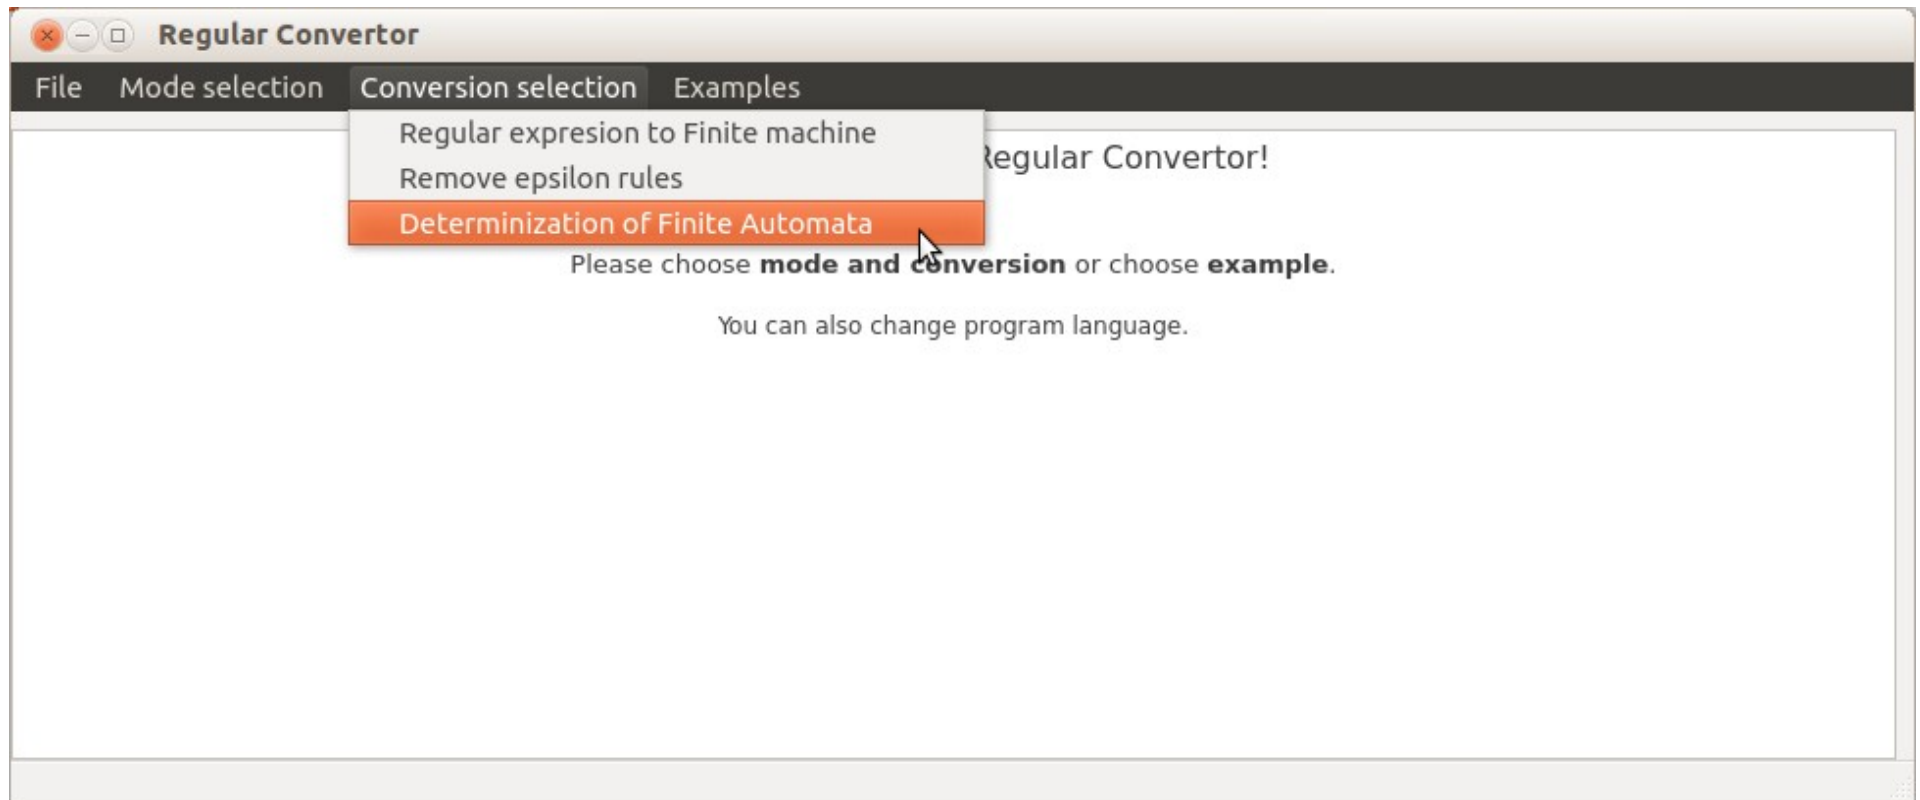 Regular Convertor
File Mode selection Conversion selection Examples
Regular expresion to Finite machine
Remove epsilon rules
Determinization of Finite Automata
Regular Convertor!
Please choose mode and conversion or choose example.
You can also change program language.